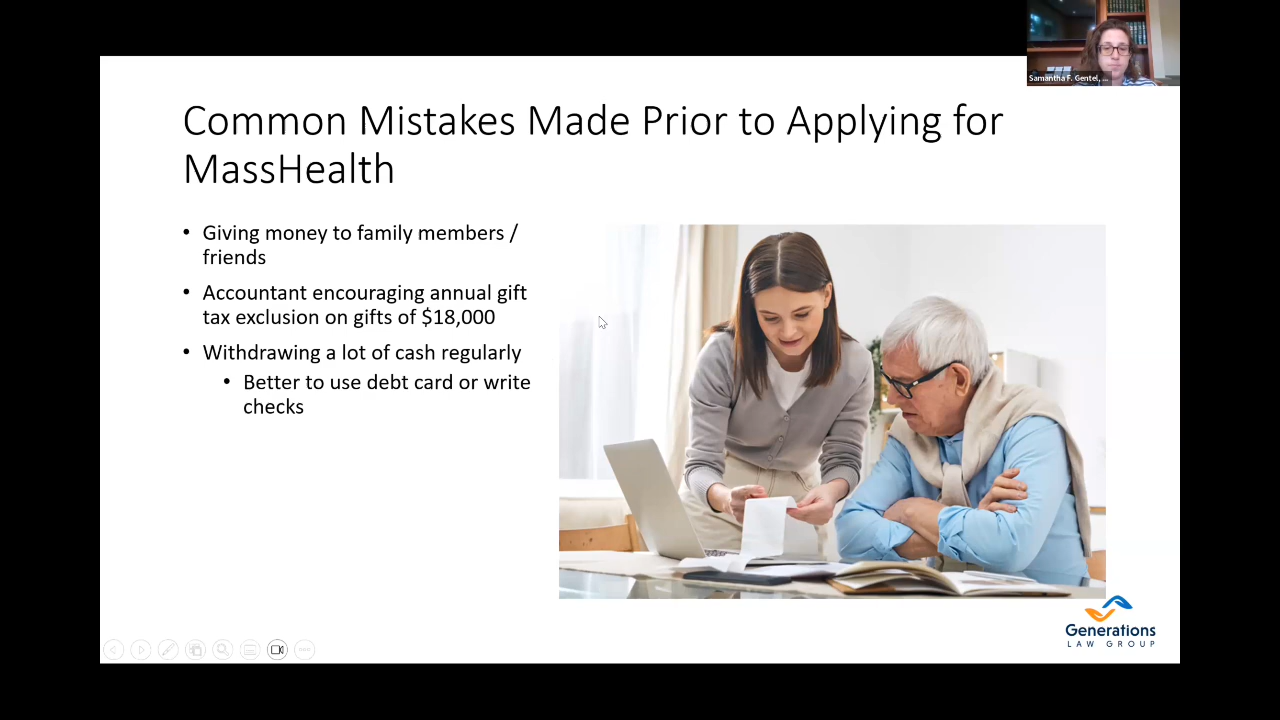 Samantha F. Gentel, ...
Common Mistakes Made Prior to Applying for
MassHealth
• Giving money to family members /
friends
• Accountant encouraging annual gift
tax exclusion on gifts of $18,000
• Withdrawing a lot of cash regularly
• Better to use debt card or write
checks
Generations
LAW GROUP